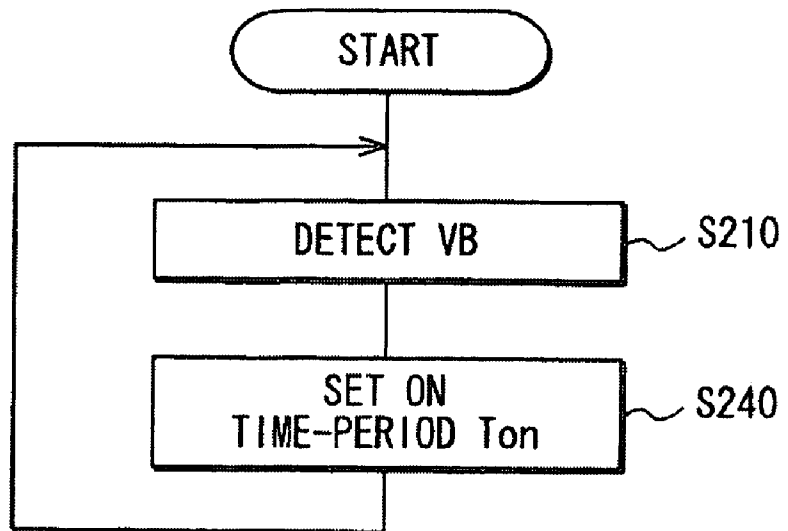 START
DETECT VB
S210
SET ON
TIME-PERIOD Ton
S240